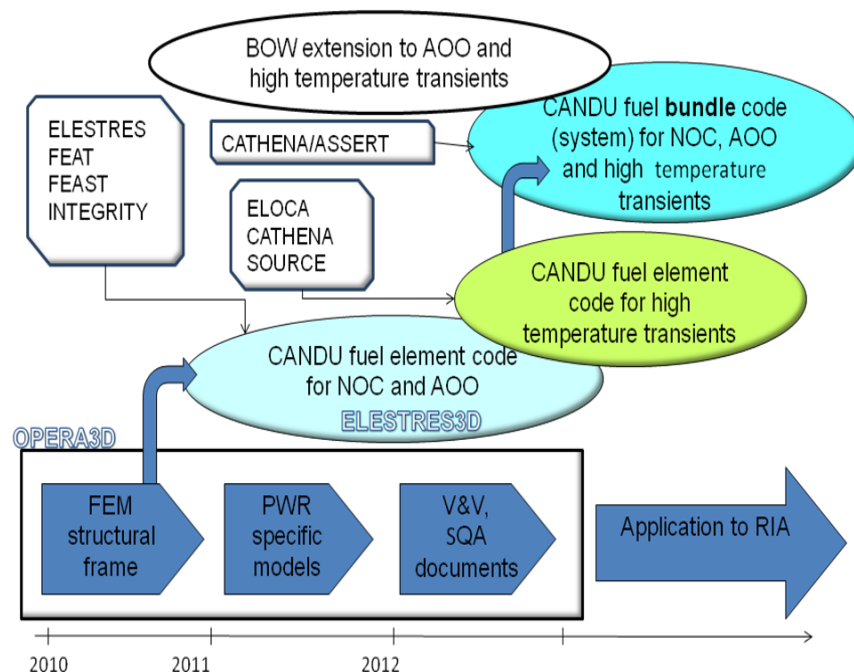 BOW extension to AOO and
high temperature transients
CANDU fuel bundle code
(system) for NOC, AOO
and high temperature
transients
ELESTRES
FEAT
FEAST
INTEGRITY
CATHENA/ASSERT
ELOCA
CATHENA
SOURCE
CANDU fuel element
code for high
temperature transients
CANDU fuel element code
for NOC and AOO
ELESTRES3D
OPERA3D
FEM
structural
frame
PWR
specific
models
V&V,
SQA
documents
Application to RIA
2010
2011
2012